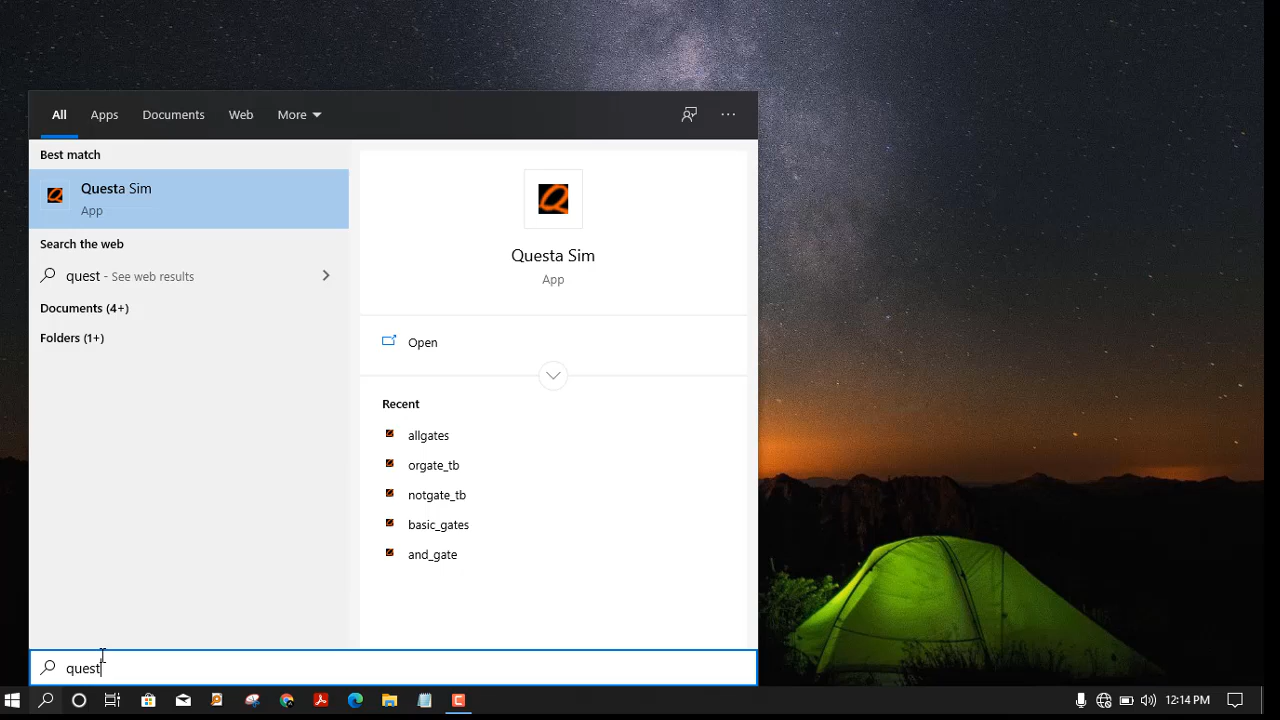 All
Apps
Documents
Web
More
Best match
Questa Sim
App
Search the web
quest - See web results
Documents (4+)
Folders (1+)
Questa Sim
App
Open
Recent
allgates
orgate_tb
notgate_tb
basic_gates
and_gate
quest
12:14 PM